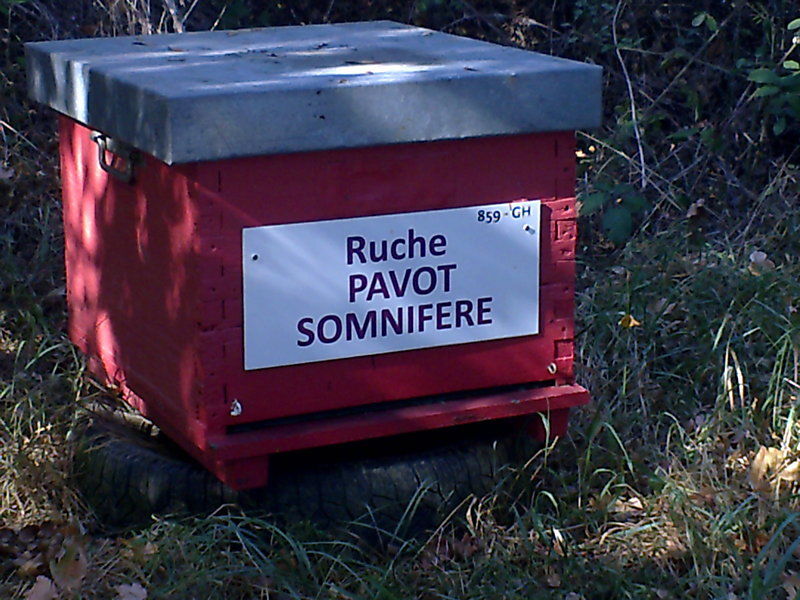 859 - GH
Ruche
PAVOT
SOMNIFERE